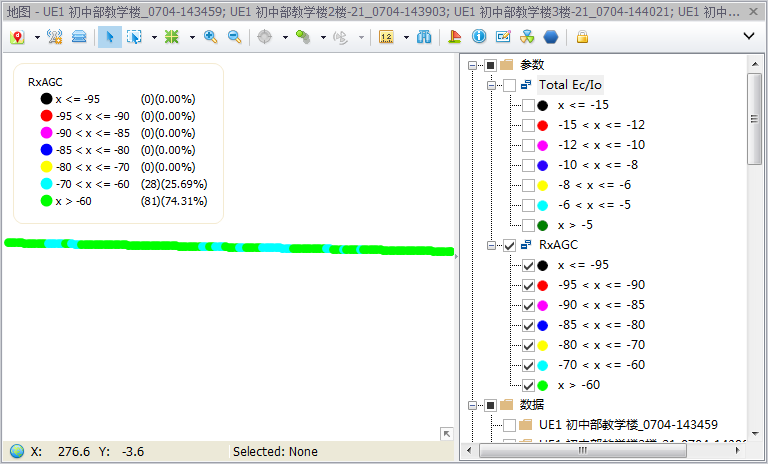 地图 - UE1 初中部教学楼_0704-143459; UE1 初中部教学楼2楼-21_0704-143903; UE1 初中部教学楼3楼-21_0704-144021; UE1 初中...
1.2
RxAGC
x <= -95 (0)(0.00%)
-95 < x <= -90 (0)(0.00%)
-90 < x <= -85 (0)(0.00%)
-85 < x <= -80 (0)(0.00%)
-80 < x <= -70 (0)(0.00%)
-70 < x <= -60 (28)(25.69%)
x > -60 (81)(74.31%)
参数
Total Ec/Io
x <= -15
-15 < x <= -12
-12 < x <= -10
-10 < x <= -8
-8 < x <= -6
-6 < x <= -5
x > -5
RxAGC
x <= -95
-95 < x <= -90
-90 < x <= -85
-85 < x <= -80
-80 < x <= -70
-70 < x <= -60
x > -60
数据
UE1 初中部教学楼_0704-143459
X: 276.6 Y: -3.6 Selected: None